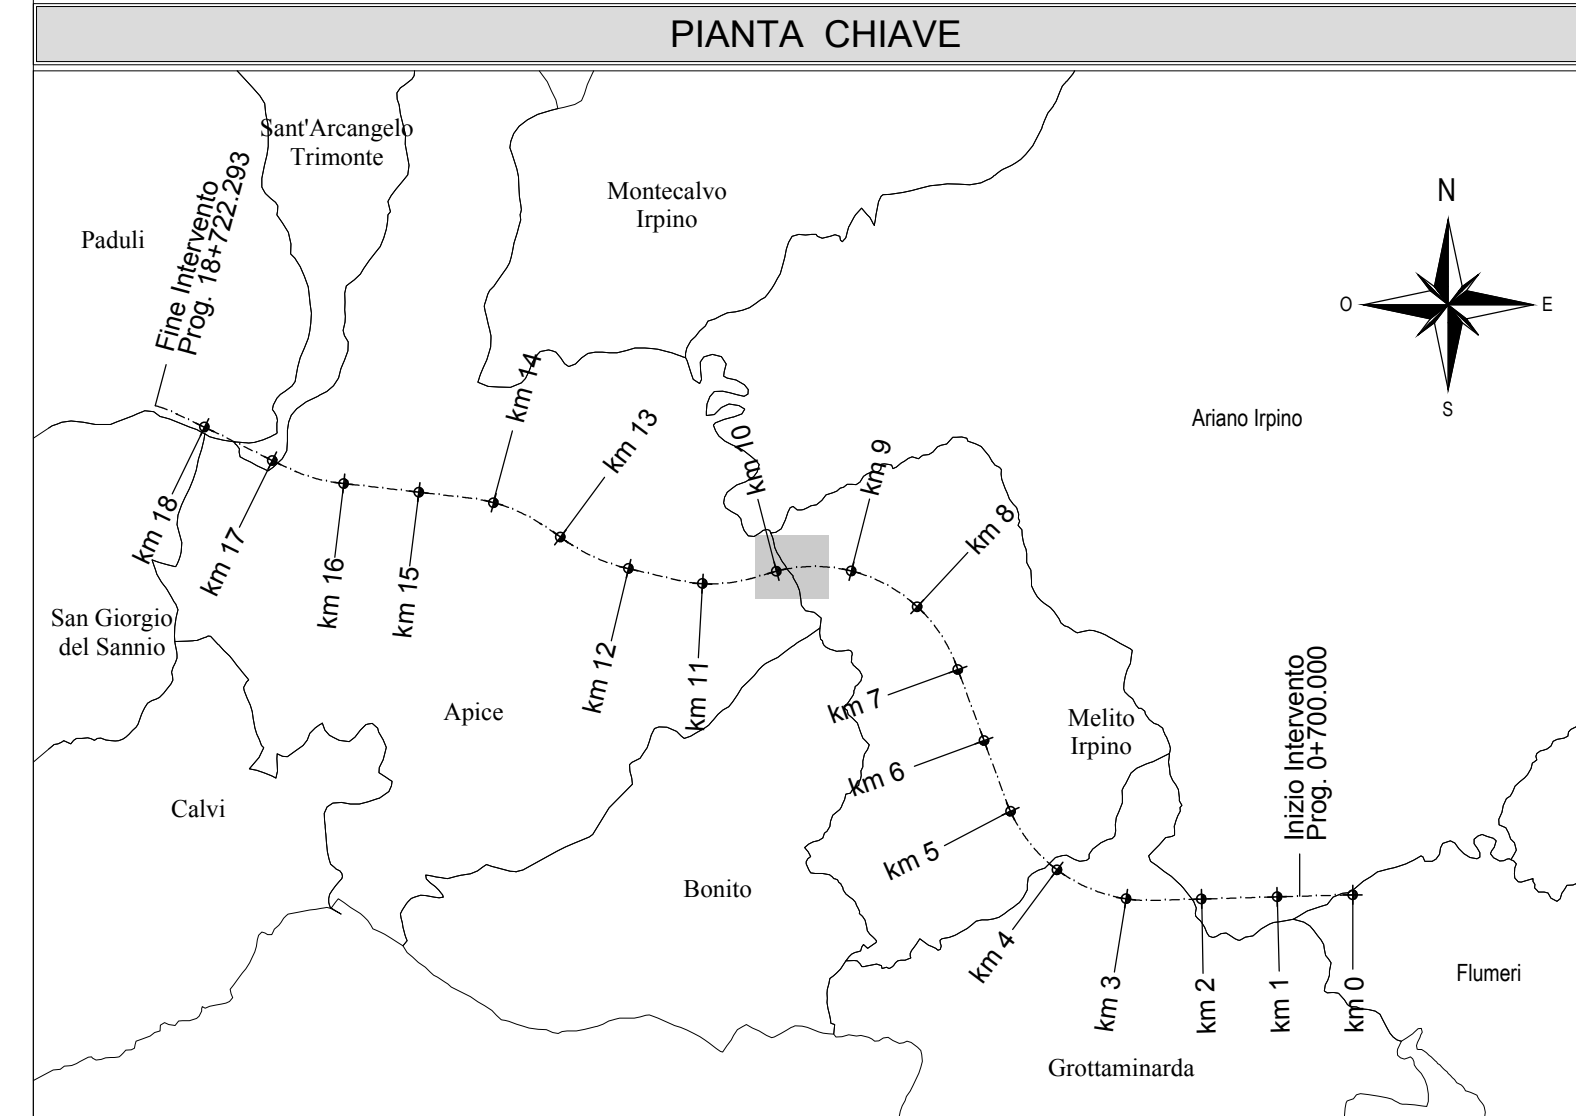 PIANTA CHIAVE
Sant'Arcangelo
Trimonte
Montecalvo
Irpino
Paduli
Fine Intervento
Prog. 18+722.293
N
O
E
S
Ariano Irpino
km 14
km 13
km 10
km 9
km 8
km 18
km 17
km 16
km 15
km 12
km 11
San Giorgio
del Sannio
Apice
km 7
Melito
Irpino
km 6
Inizio Intervento
Prog. 0+700.000
Calvi
km 5
Bonito
km 4
km 3
km 2
km 1
km 0
Flumeri
Grottaminarda